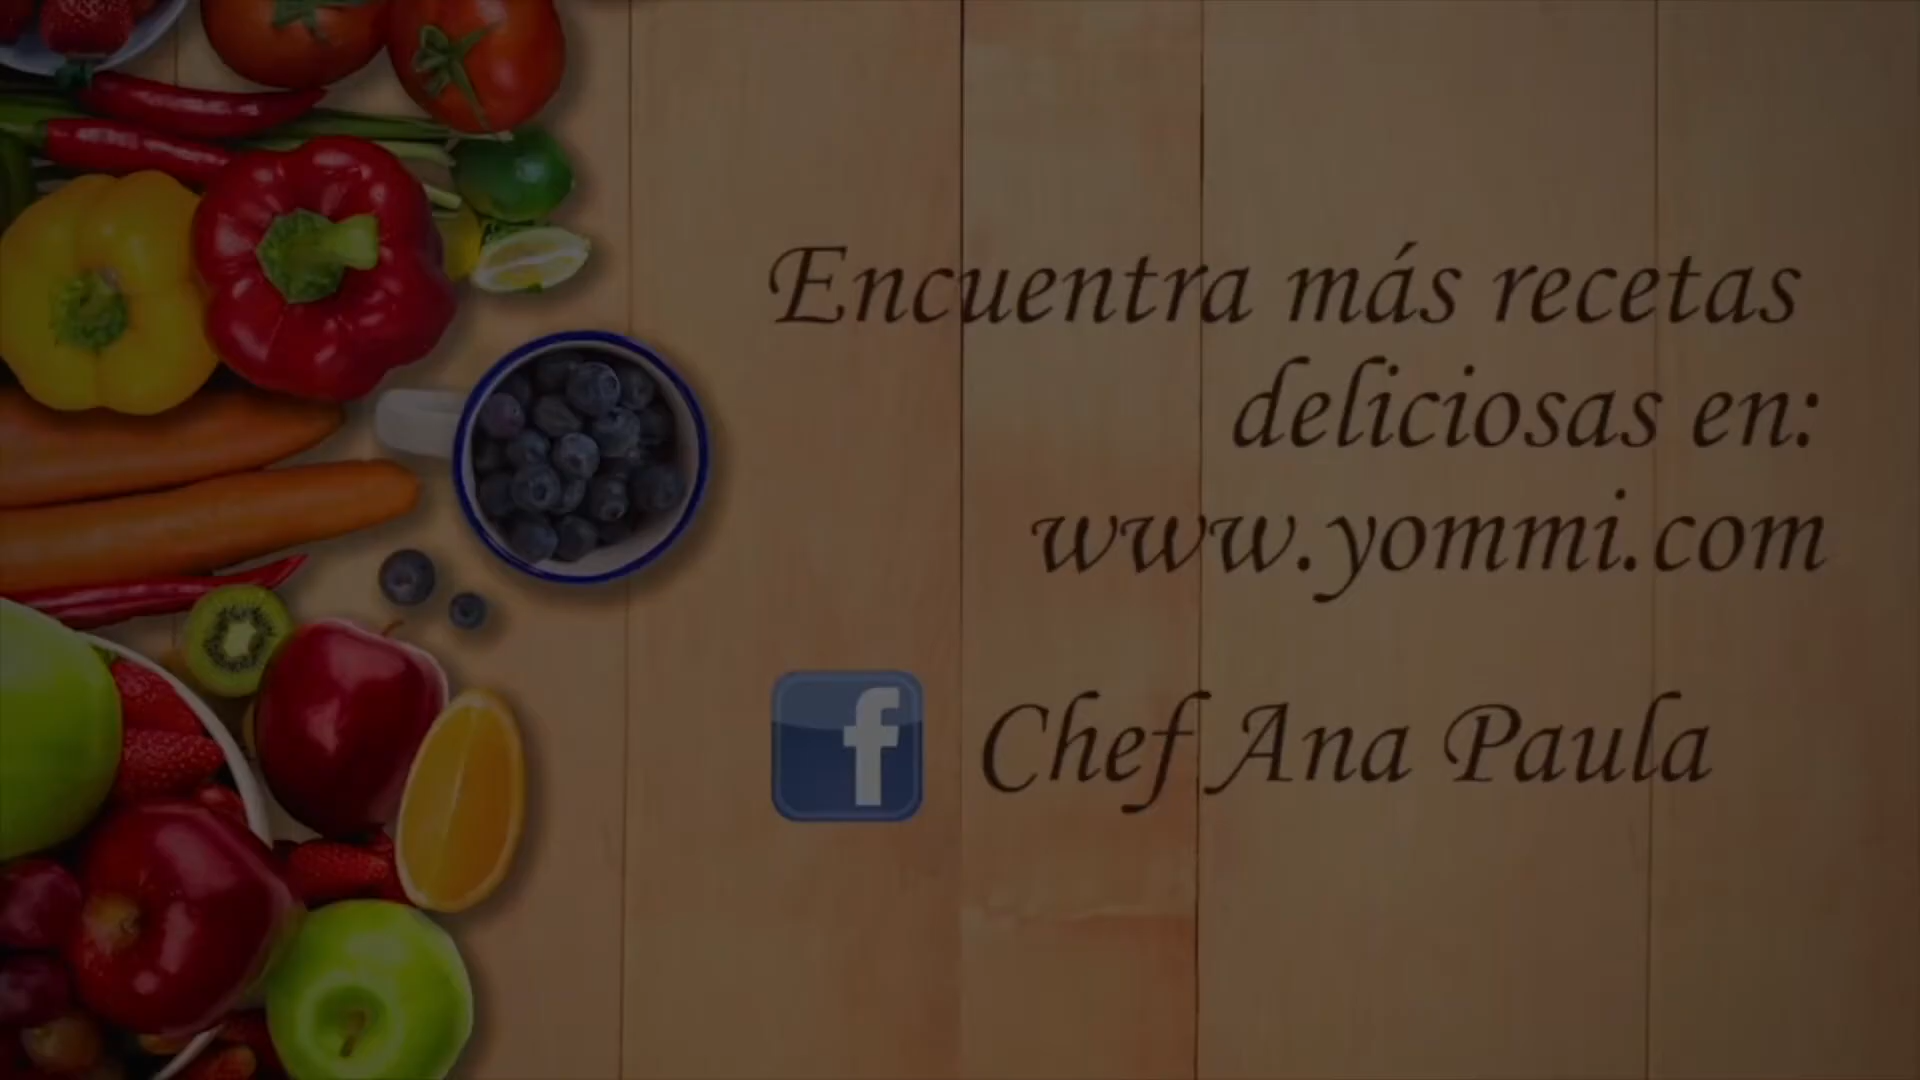 Encuentra más recetas
deliciosas en:
www.yommi.com
f Chef Ana Paula